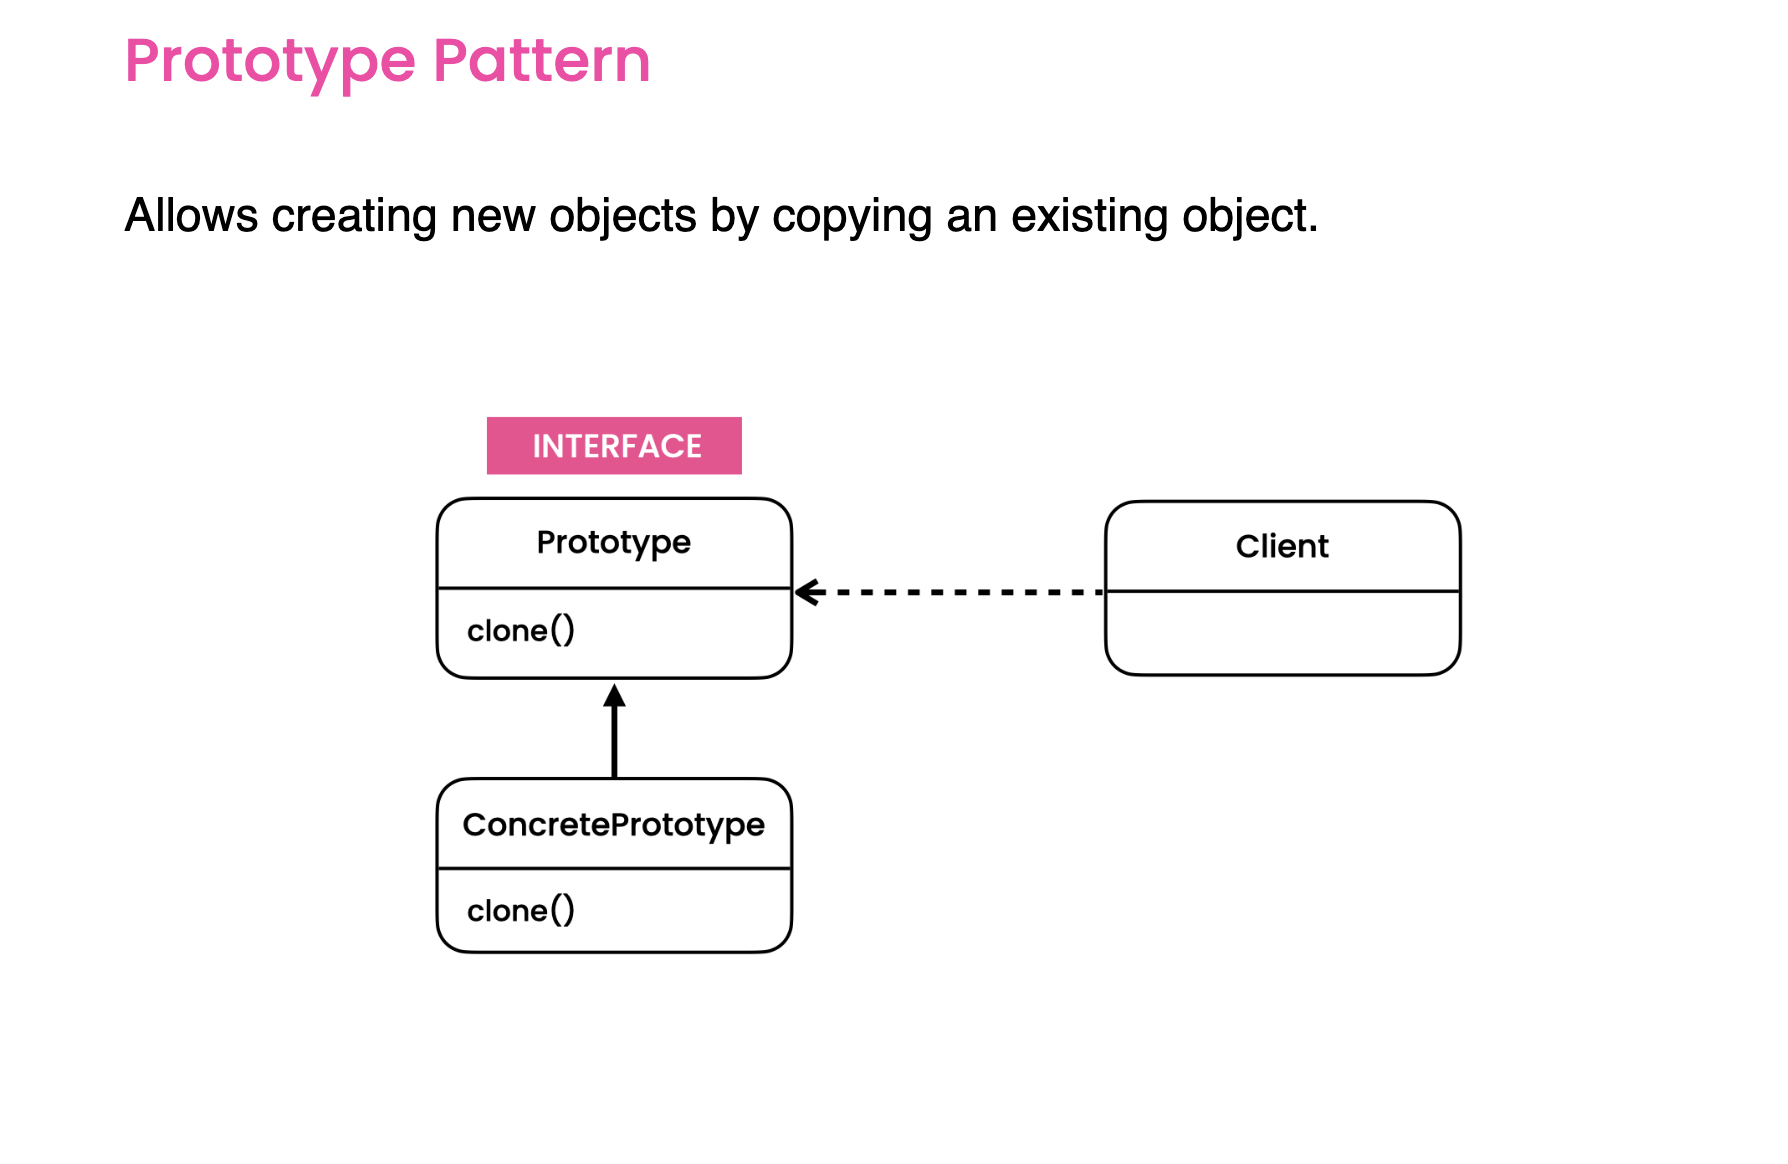 Prototype Pattern
Allows creating new objects by copying an existing object.
INTERFACE
Prototype
clone()
Client
ConcretePrototype
clone()